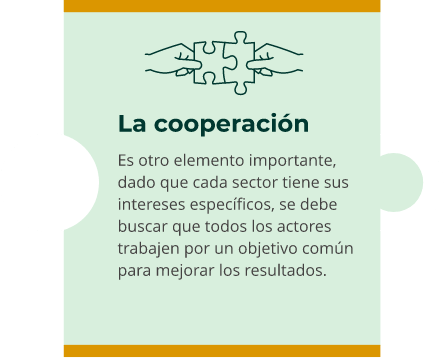 La cooperación
Es otro elemento importante,
dado que cada sector tiene sus
intereses específicos, se debe
buscar que todos los actores
trabajen por un objetivo común
para mejorar los resultados.